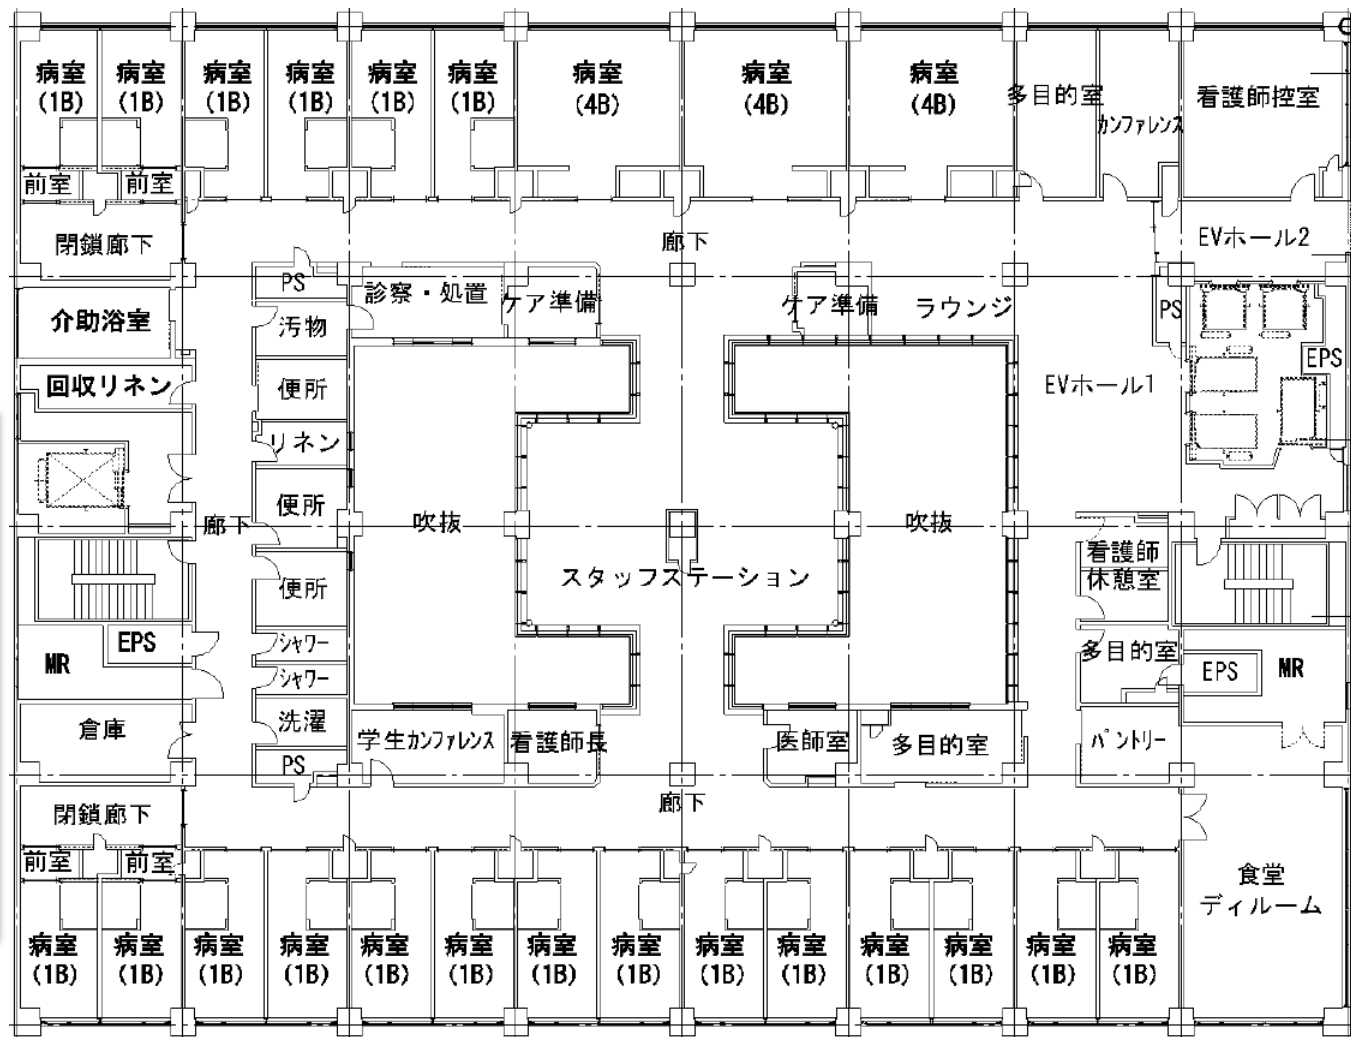 病室
(1B)
病室
(1B)
病室
(1B)
病室
(1B)
病室
(1B)
病室
(1B)
病室
(4B)
病室
(4B)
病室
(4B)
多目的室
カンファレンス
看護師控室
前室
前室
閉鎖廊下
廊下
EVホール2
PS
診察・処置
ケア準備
ケア準備
ラウンジ
PS
介助浴室
汚物
EPS
回収リネン
便所
EVホール1
リネン
便所
廊下
吹抜
吹抜
スタッフステーション
看護師
休憩室
便所
EPS
シャワー
多目的室
MR
シャワー
EPS
MR
倉庫
洗濯
学生カンファレンス
看護師長
医師室
多目的室
パントリー
PS
閉鎖廊下
廊下
前室
前室
食堂
ディルーム
病室
(1B)
病室
(1B)
病室
(1B)
病室
(1B)
病室
(1B)
病室
(1B)
病室
(1B)
病室
(1B)
病室
(1B)
病室
(1B)
病室
(1B)
病室
(1B)
病室
(1B)
病室
(1B)